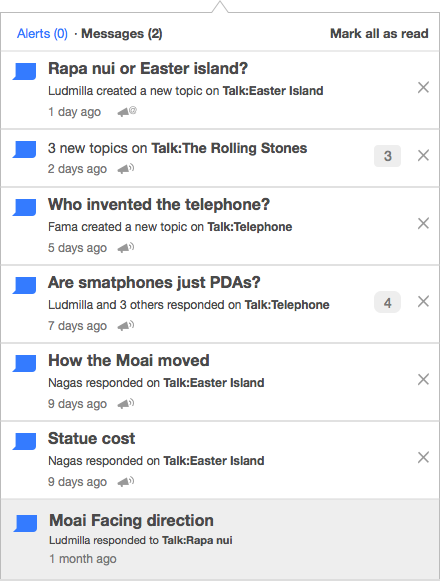 Alerts (0) · Messages (2) Mark all as read
Rapa nui or Easter island?
Ludmilla created a new topic on Talk:Easter Island
1 day ago @
3 new topics on Talk:The Rolling Stones
3
2 days ago
Who invented the telephone?
Fama created a new topic on Talk:Telephone
5 days ago
Are smatphones just PDAs?
Ludmilla and 3 others responded on Talk:Telephone
4
7 days ago
How the Moai moved
Nagas responded on Talk:Easter Island
9 days ago
Statue cost
Nagas responded on Talk:Easter Island
9 days ago
Moai Facing direction
Ludmilla responded to Talk:Rapa nui
1 month ago